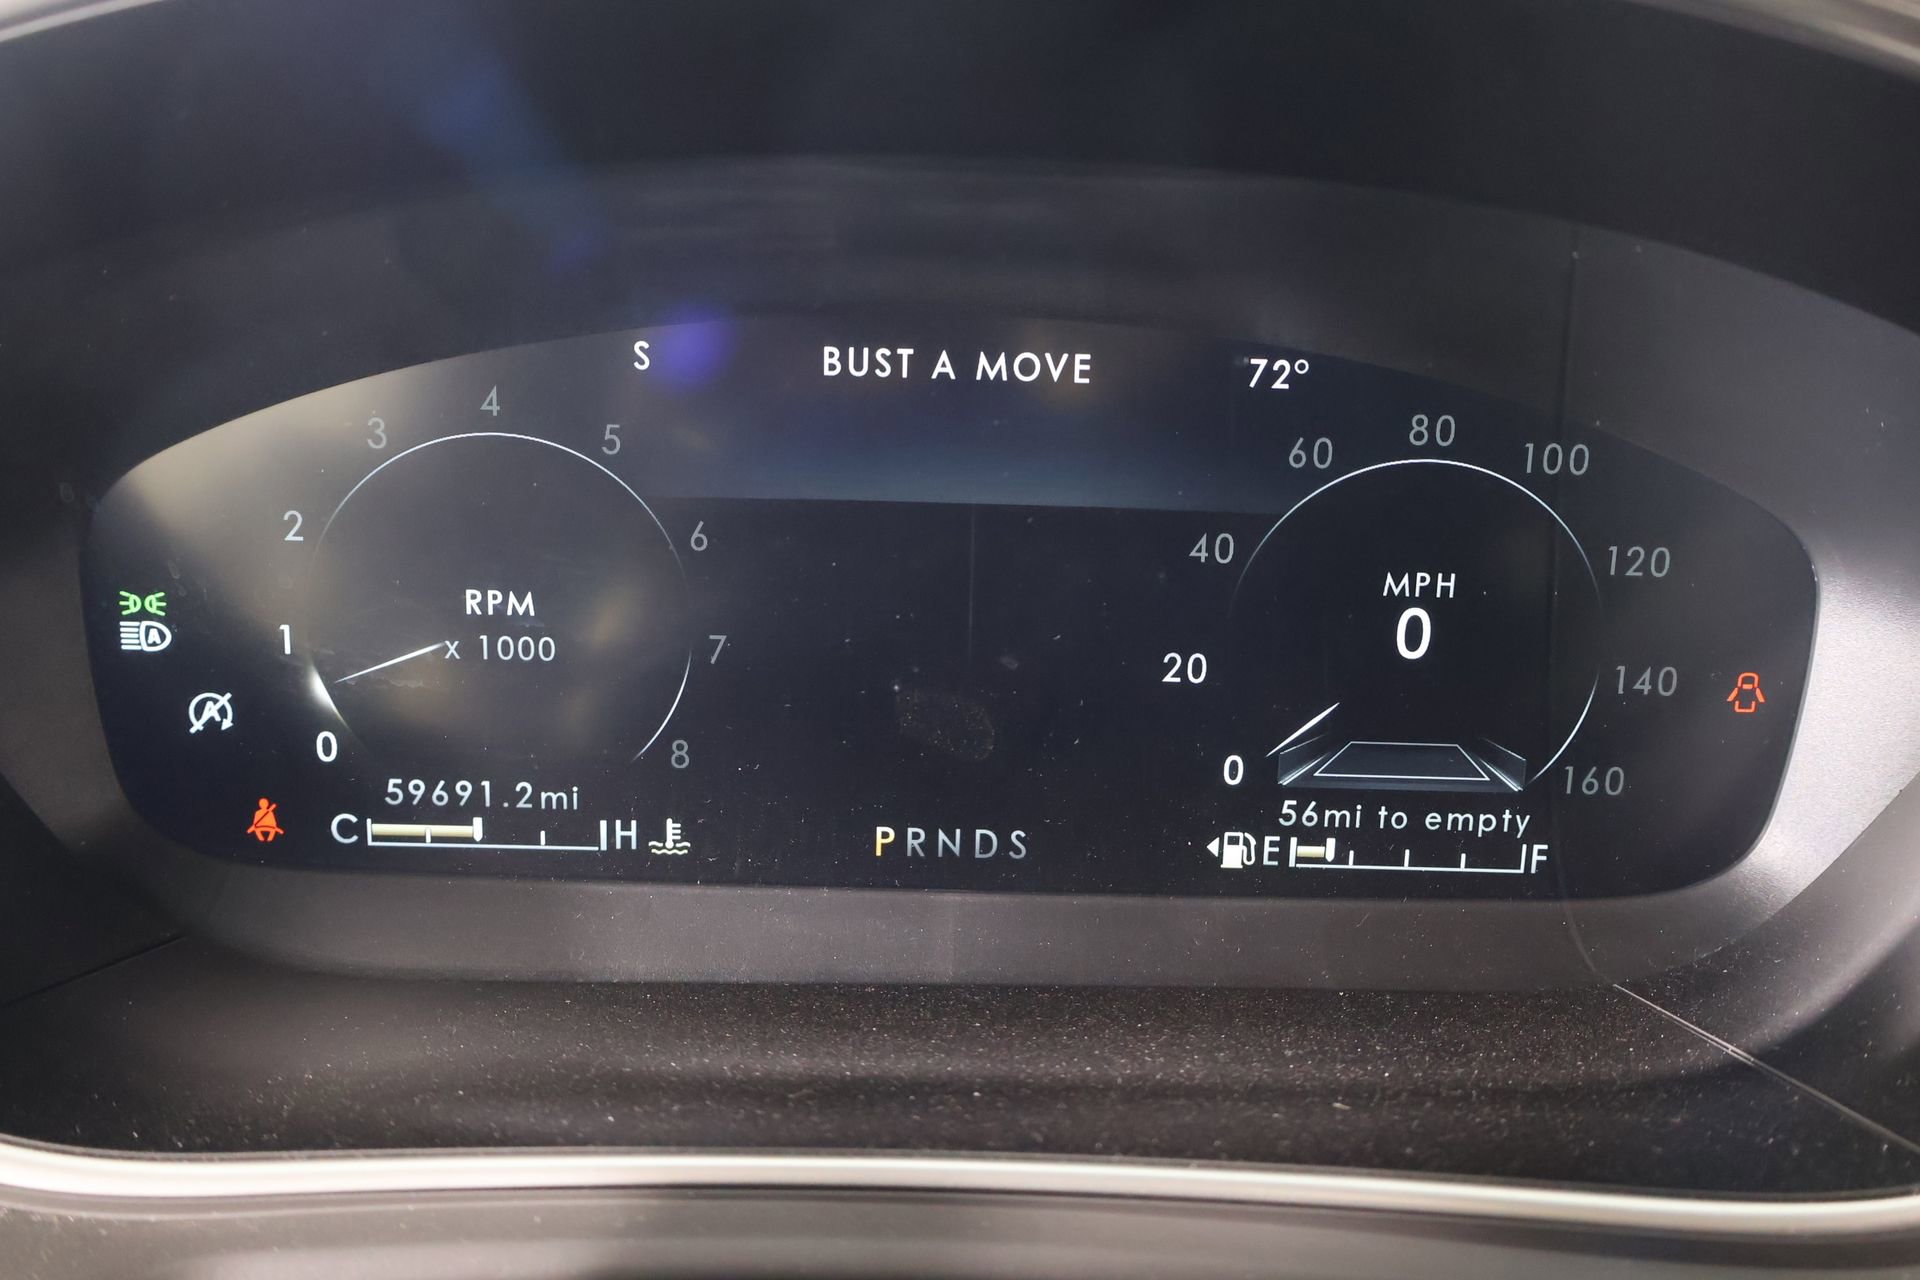 S BUST A MOVE 72°
0 1 2 3 4 5 6 7 8
RPM
x 1000
0 20 40 60 80 100 120 140 160
MPH
0
A
A
59691.2mi
C H
PRNDS
56mi to empty
E F